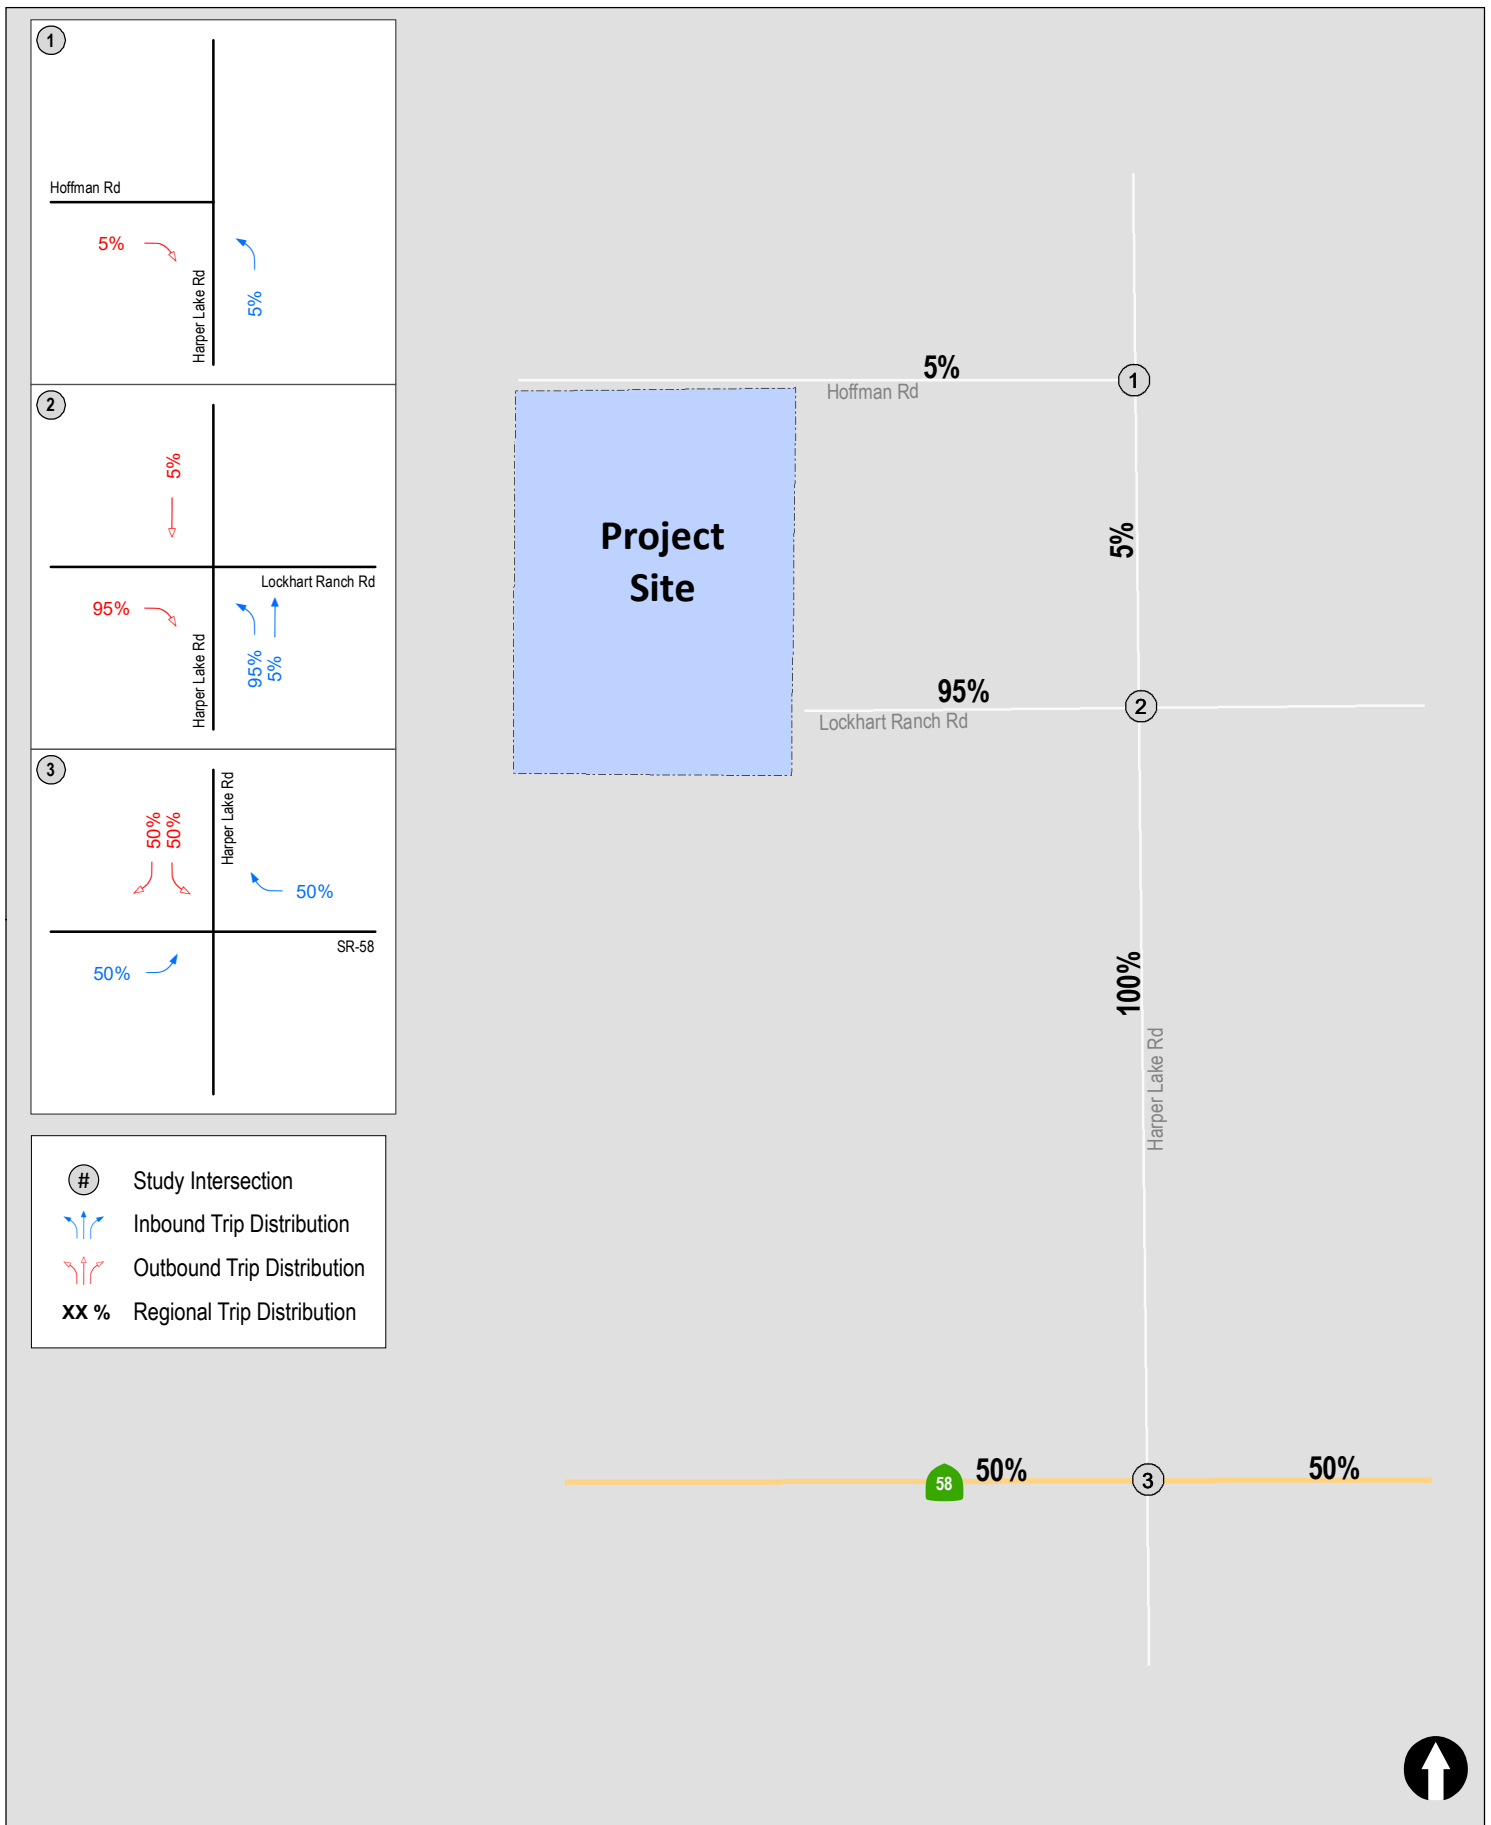 1
Hoffman Rd
5%
Harper Lake Rd
5%
2
5%
Lockhart Ranch Rd
95%
Harper Lake Rd
95%
5%
3
50%
50%
Harper Lake Rd
50%
SR-58
50%
# Study Intersection
Inbound Trip Distribution
Outbound Trip Distribution
XX % Regional Trip Distribution
5%
Hoffman Rd
1
Project
Site
5%
95%
Lockhart Ranch Rd
2
100%
Harper Lake Rd
58
50%
3
50%